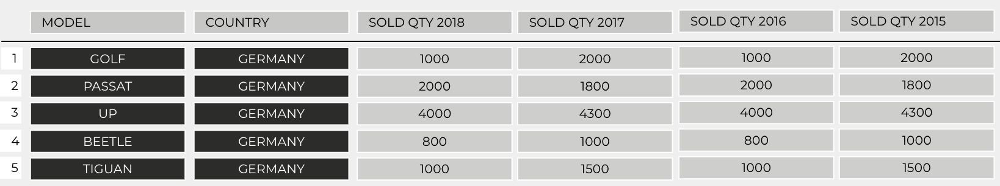 MODEL COUNTRY SOLD QTY 2018 SOLD QTY 2017 SOLD QTY 2016 SOLD QTY 2015
1 GOLF GERMANY 1000 2000 1000 2000
2 PASSAT GERMANY 2000 1800 2000 1800
3 UP GERMANY 4000 4300 4000 4300
4 BEETLE GERMANY 800 1000 800 1000
5 TIGUAN GERMANY 1000 1500 1000 1500